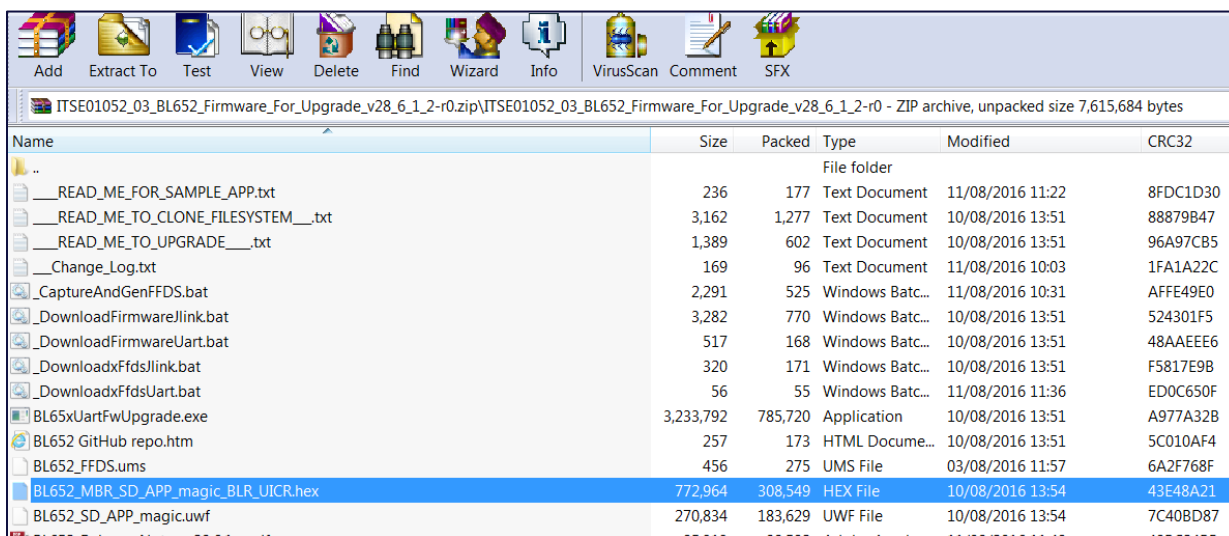 Add Extract To Test View Delete Find Wizard Info VirusScan Comment SFX
ITSE01052_03_BL652_Firmware_For_Upgrade_v28_6_1_2-r0.zip\ITSE01052_03_BL652_Firmware_For_Upgrade_v28_6_1_2-r0 - ZIP archive, unpacked size 7,615,684 bytes
Name Size Packed Type Modified CRC32
.. File folder
___READ_ME_FOR_SAMPLE_APP.txt 236 177 Text Document 11/08/2016 11:22 8FDC1D30
___READ_ME_TO_CLONE_FILESYSTEM__.txt 3,162 1,277 Text Document 10/08/2016 13:51 88879B47
___READ_ME_TO_UPGRADE___.txt 1,389 602 Text Document 10/08/2016 13:51 96A97CB5
__Change_Log.txt 169 96 Text Document 11/08/2016 10:03 1FA1A22C
_CaptureAndGenFFDS.bat 2,291 525 Windows Batc... 11/08/2016 10:31 AFFE49E0
_DownloadFirmwareJlink.bat 3,282 770 Windows Batc... 10/08/2016 13:51 524301F5
_DownloadFirmwareUart.bat 517 168 Windows Batc... 10/08/2016 13:51 48AAEEE6
_DownloadxFfdsJlink.bat 320 171 Windows Batc... 10/08/2016 13:51 F5817E9B
_DownloadxFfdsUart.bat 56 55 Windows Batc... 11/08/2016 11:36 ED0C650F
BL65xUartFwUpgrade.exe 3,233,792 785,720 Application 10/08/2016 13:51 A977A32B
BL652 GitHub repo.htm 257 173 HTML Docume... 10/08/2016 13:51 5C010AF4
BL652_FFDS.ums 456 275 UMS File 03/08/2016 11:57 6A2F768F
BL652_MBR_SD_APP_magic_BLR_UICR.hex 772,964 308,549 HEX File 10/08/2016 13:54 43E48A21
BL652_SD_APP_magic.uwf 270,834 183,629 UWF File 10/08/2016 13:54 7C40BD87